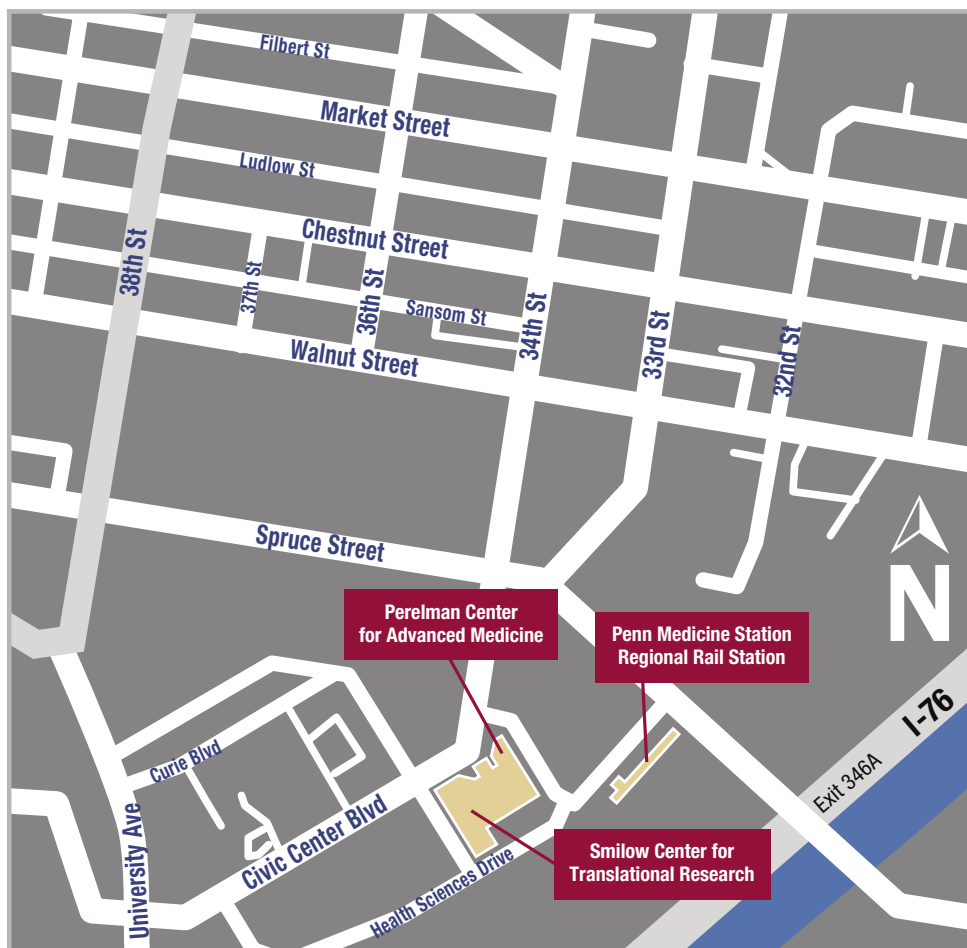 Filbert St
Market Street
Ludlow St
Chestnut Street
38th St
37th St
36th St
Sansom St
34th St
33rd St
32nd St
Walnut Street
Spruce Street
N
Perelman Center
for Advanced Medicine
Penn Medicine Station
Regional Rail Station
I-76
Exit 346A
Curie Blvd
University Ave
Civic Center Blvd
Health Sciences Drive
Smilow Center for
Translational Research